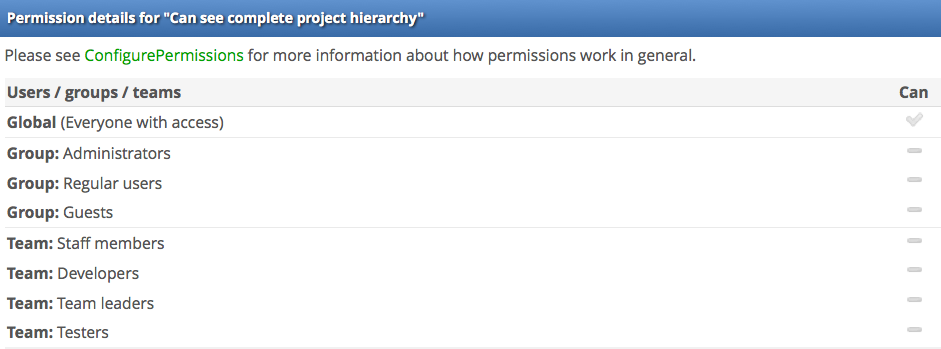 Permission details for "Can see complete project hierarchy"
Please see ConfigurePermissions for more information about how permissions work in general.
Users / groups / teams Can
Global (Everyone with access)
Group: Administrators
Group: Regular users
Group: Guests
Team: Staff members
Team: Developers
Team: Team leaders
Team: Testers